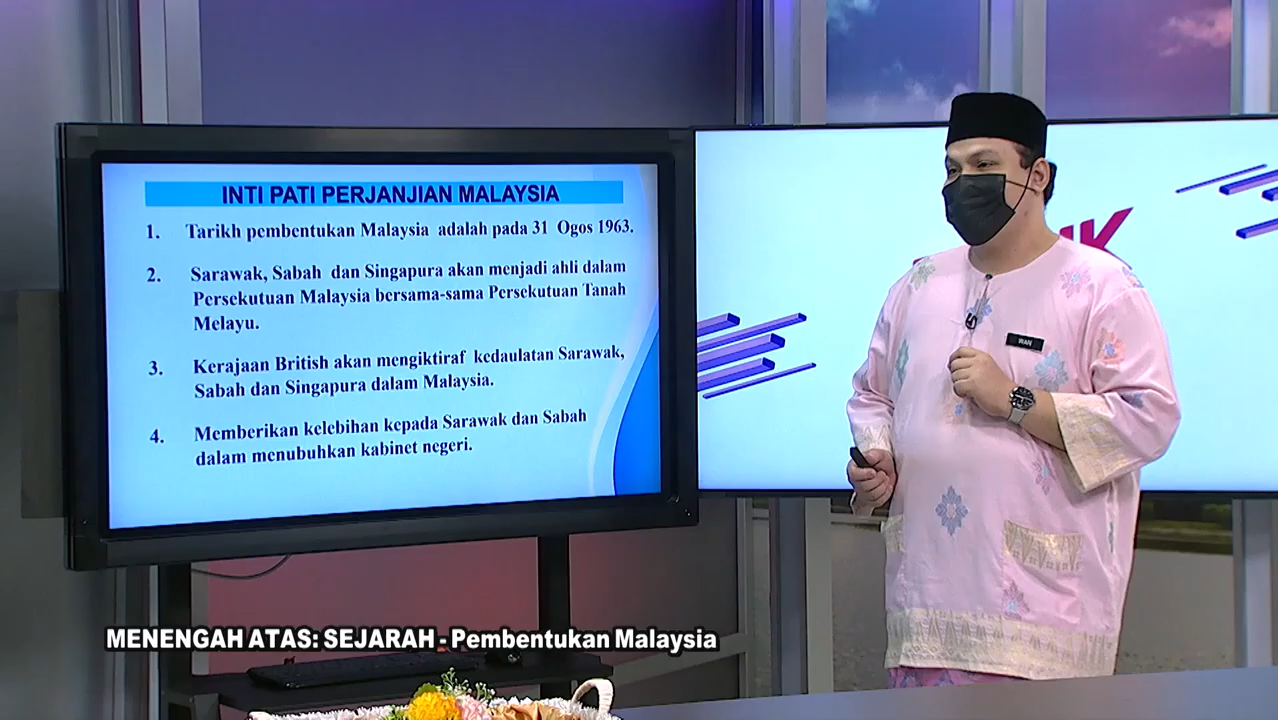 INTI PATI PERJANJIAN MALAYSIA
1. Tarikh pembentukan Malaysia adalah pada 31 Ogos 1963.
2. Sarawak, Sabah dan Singapura akan menjadi ahli dalam
Persekutuan Malaysia bersama-sama Persekutuan Tanah
Melayu.
3. Kerajaan British akan mengiktiraf kedaulatan Sarawak,
Sabah dan Singapura dalam Malaysia.
4. Memberikan kelebihan kepada Sarawak dan Sabah
dalam menubuhkan kabinet negeri.
WAN
MENENGAH ATAS: SEJARAH - Pembentukan Malaysia